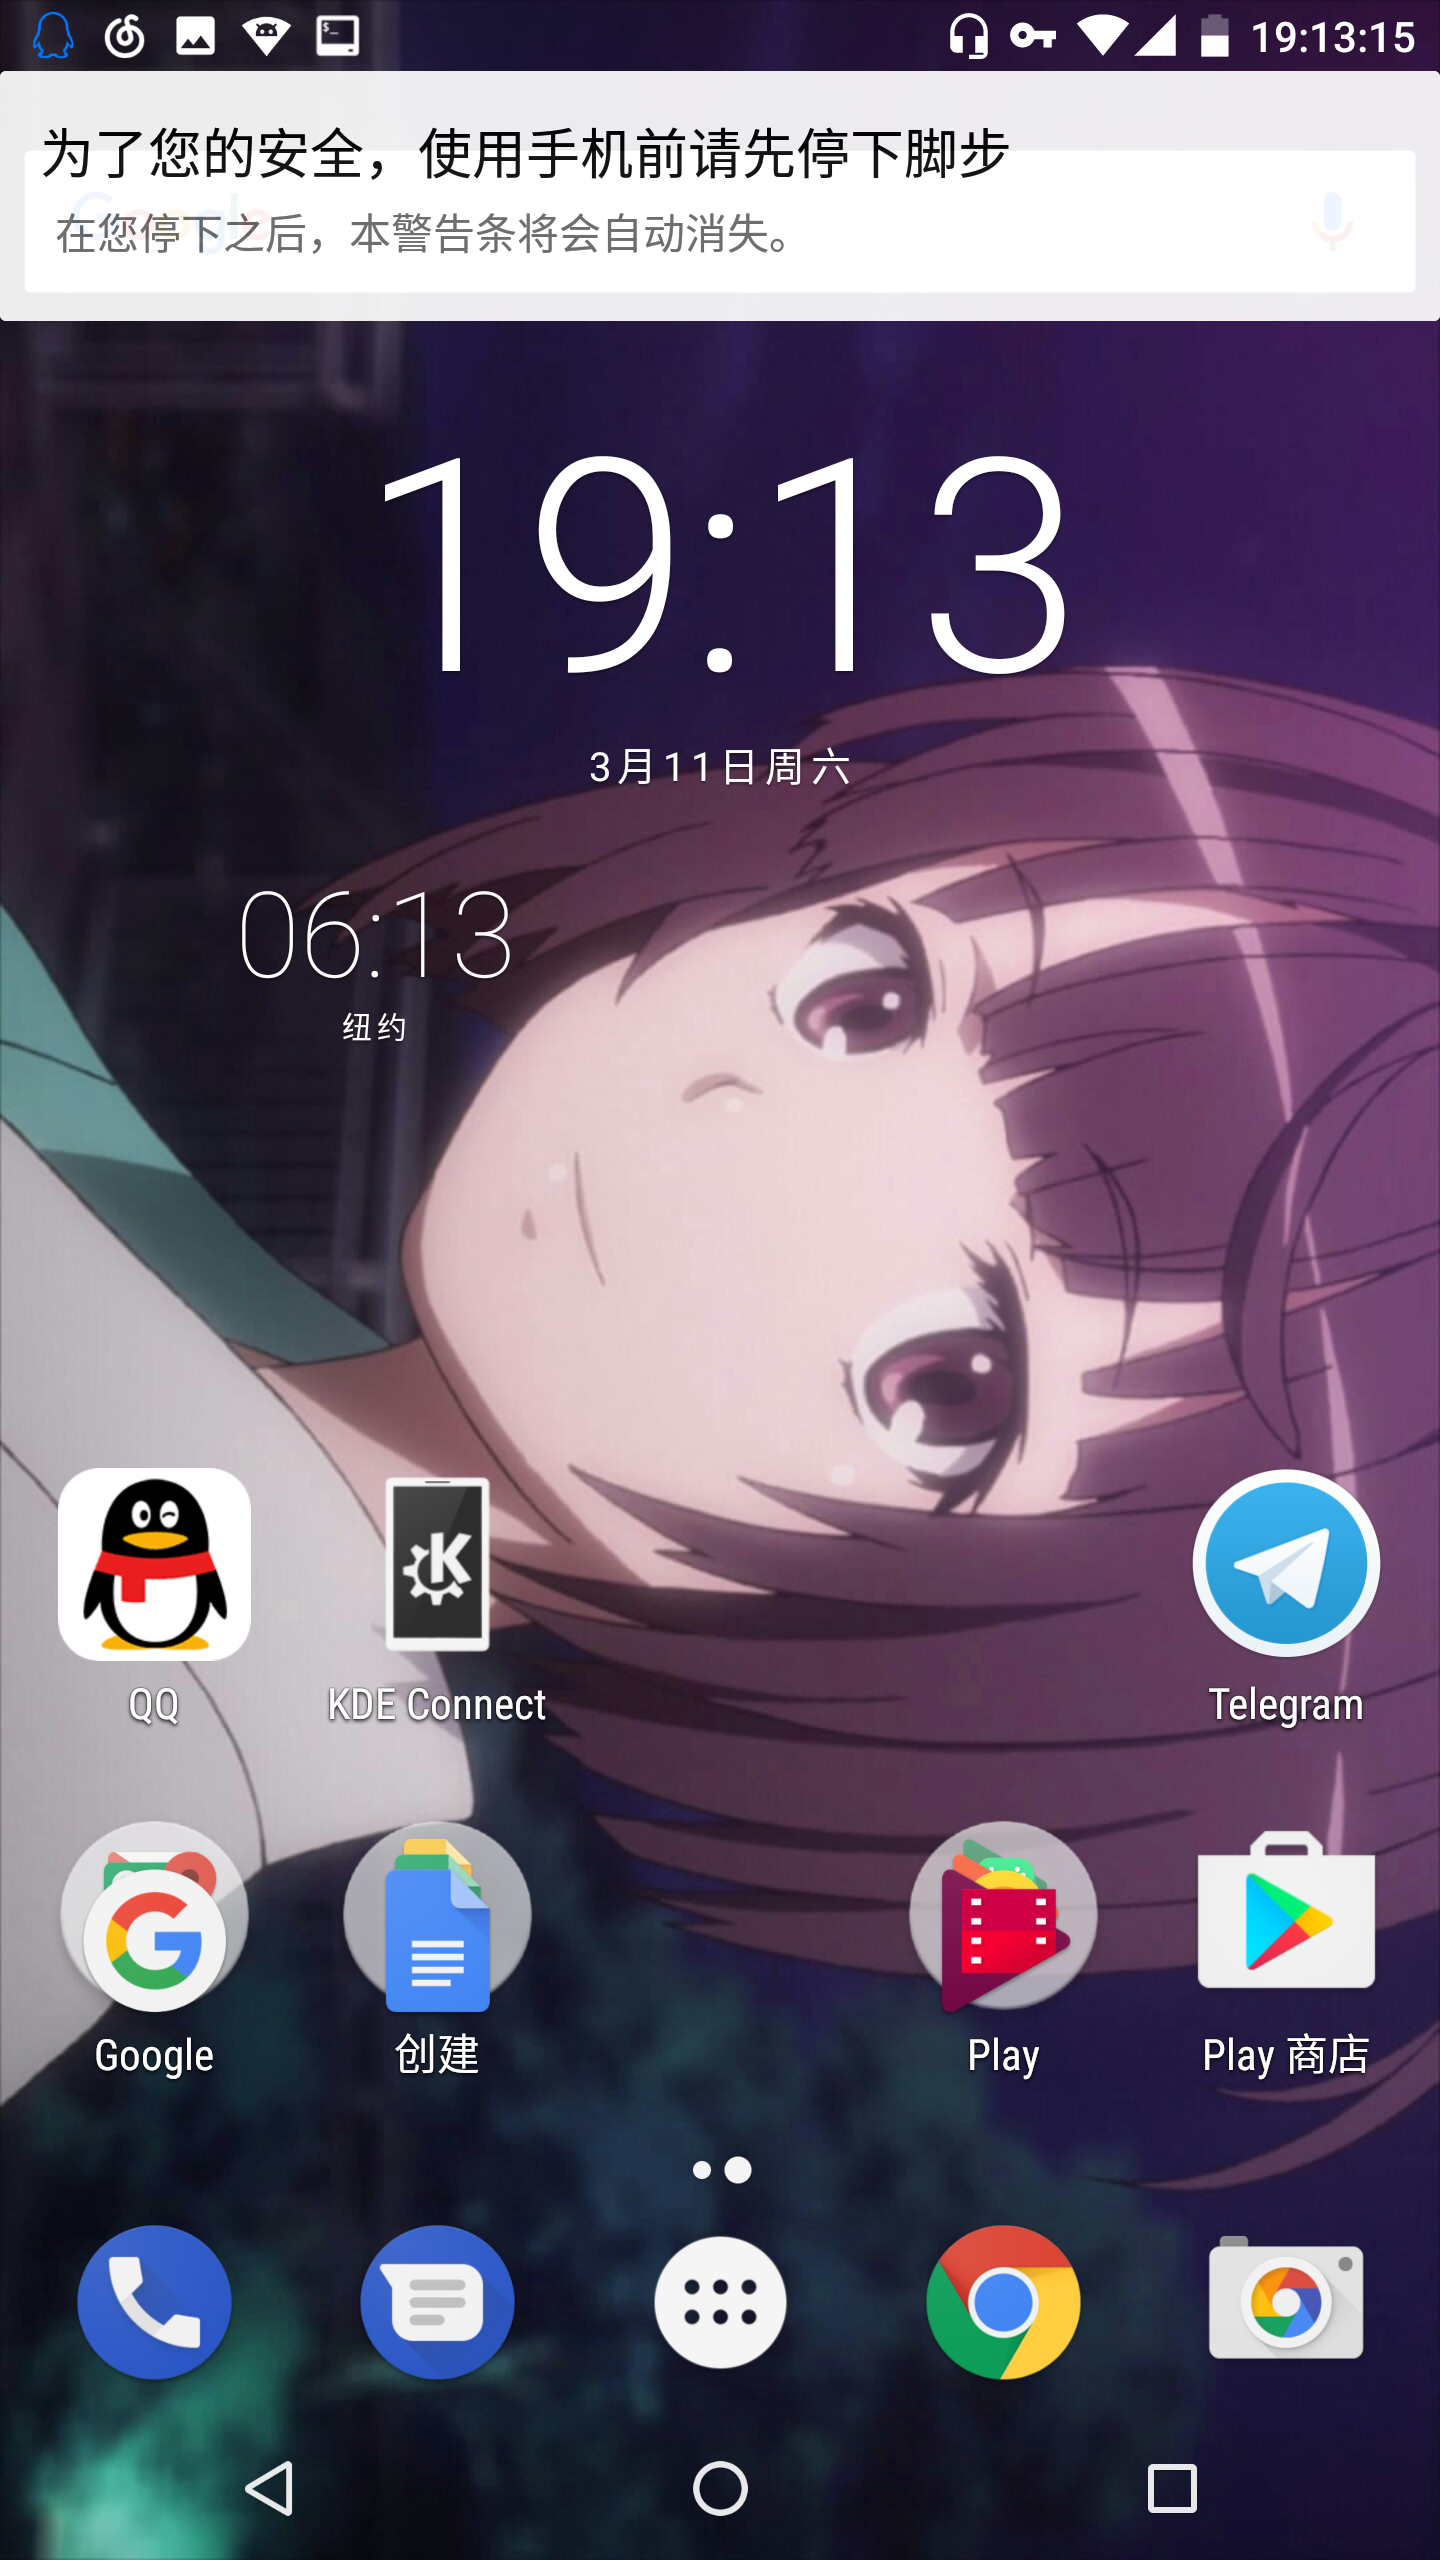 19:13:15
为了您的安全，使用手机前请先停下脚步
Google
在您停下之后，本警告条将会自动消失。
19:13
3月11日周六
06:13
纽约
QQ
KDE Connect
Telegram
Google
创建
Play
Play 商店